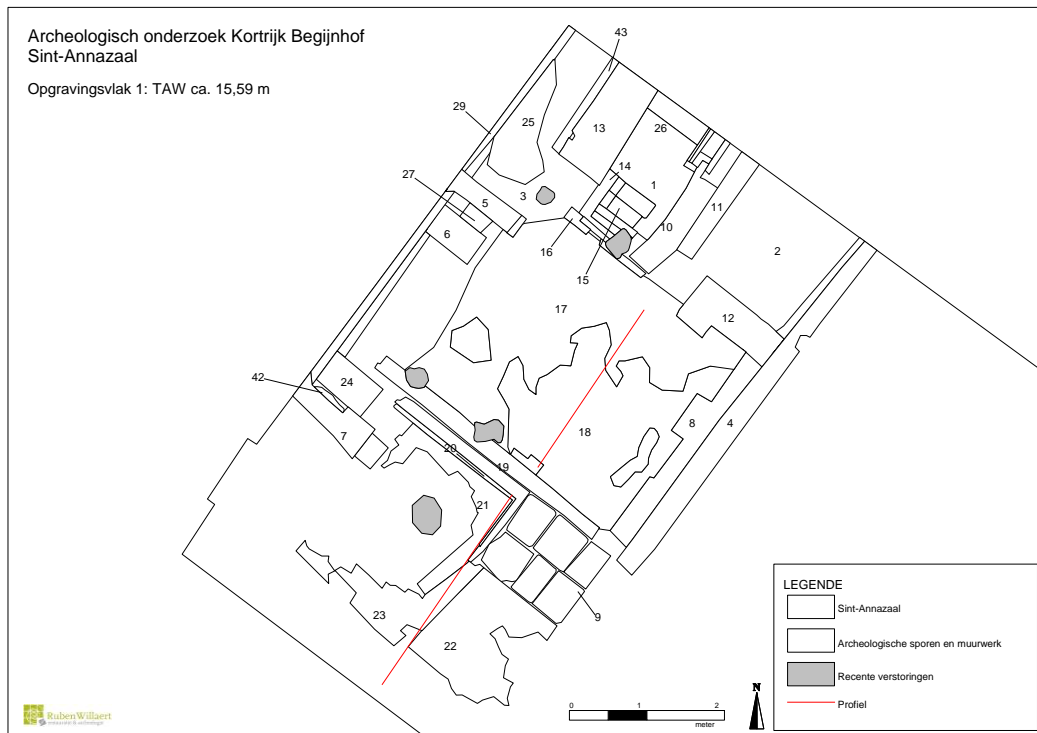 Archeologisch onderzoek Kortrijk Begijnhof
Sint-Annazaal
Opgravingsvlak 1: TAW ca. 15,59 m
43
29
25
13
26
27
14
1
3
5
11
10
6
16
2
15
17
12
42
24
7
8
4
18
20
19
21
9
23
22
LEGENDE
Sint-Annazaal
Archeologische sporen en muurwerk
Recente verstoringen
Profiel
N
0 1 2
meter
RubenWillaert